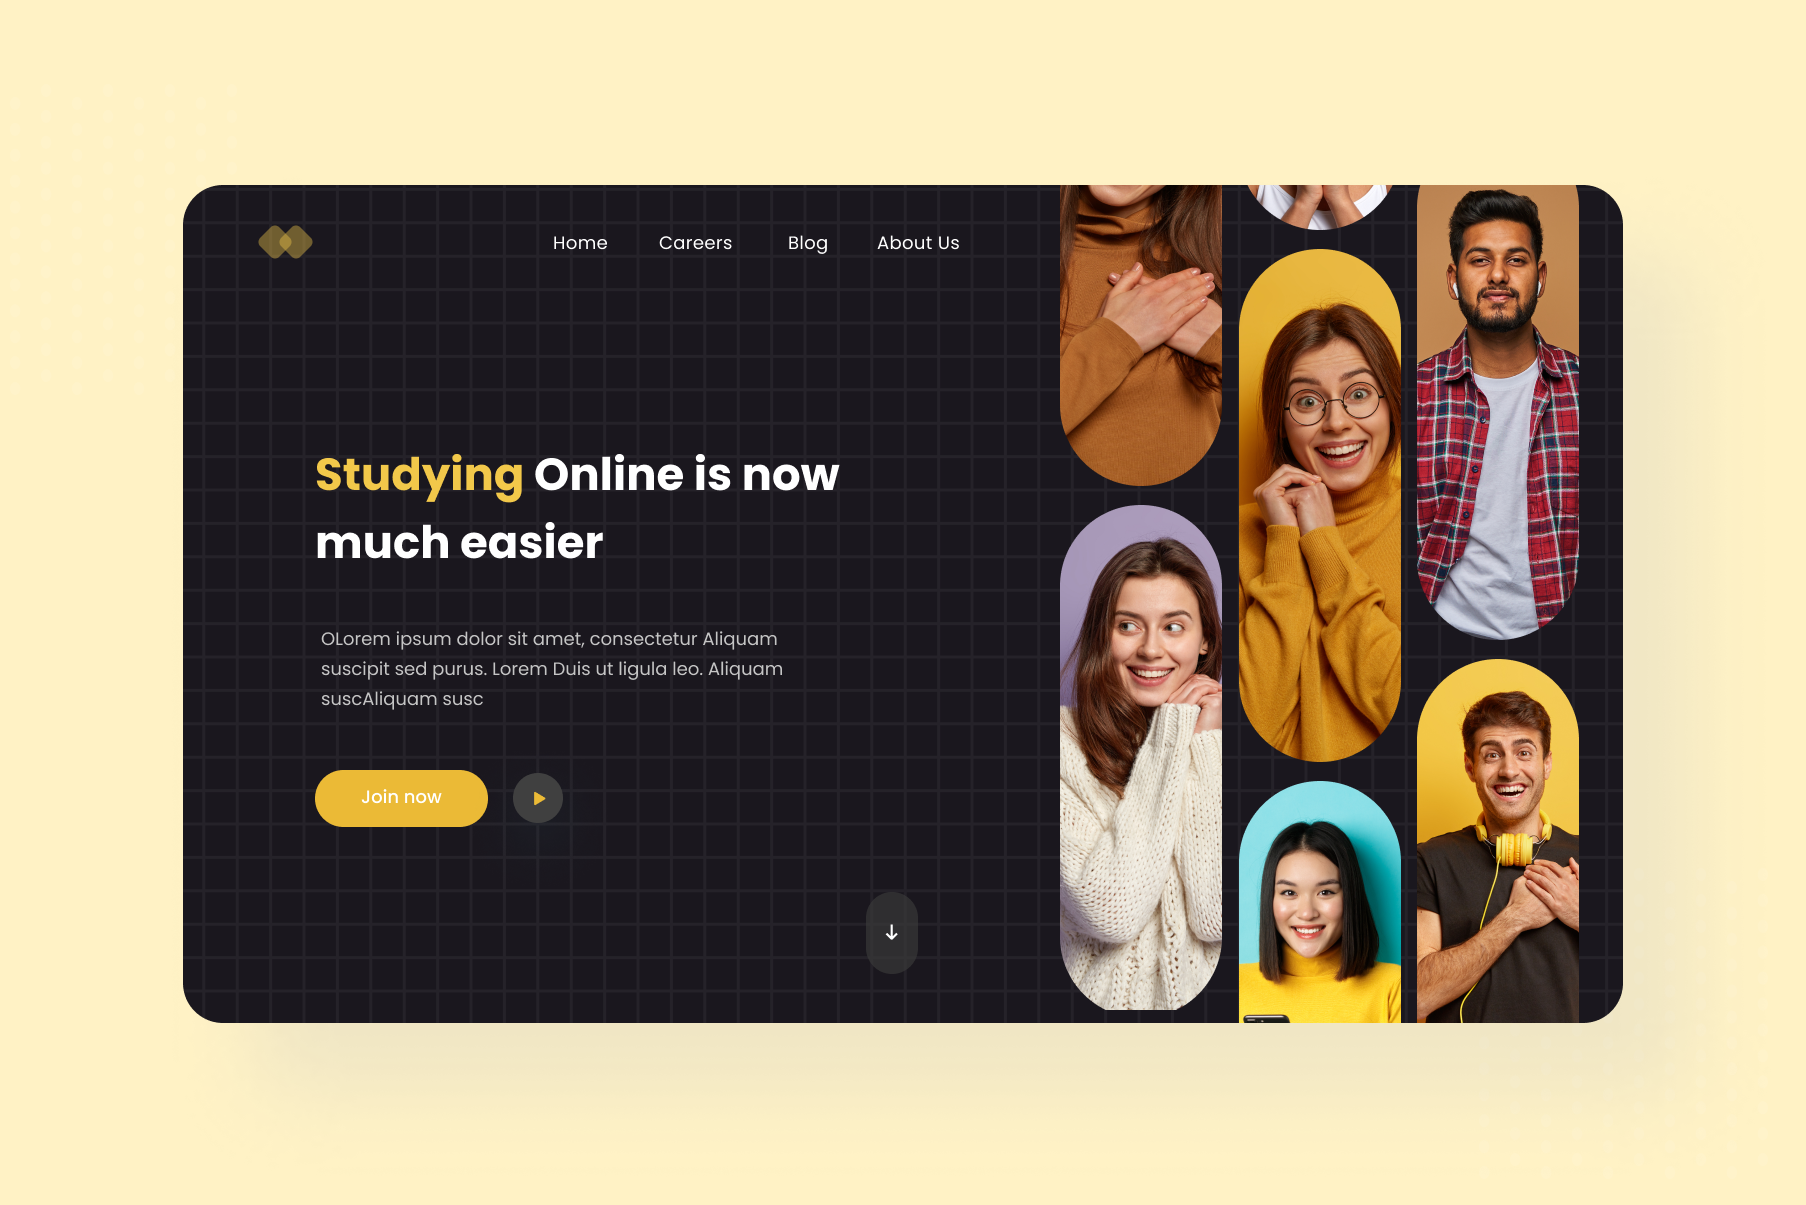 Home Careers Blog About Us
Studying Online is now
much easier
OLorem ipsum dolor sit amet, consectetur Aliquam
suscipit sed purus. Lorem Duis ut ligula leo. Aliquam
suscAliquam susc
Join now